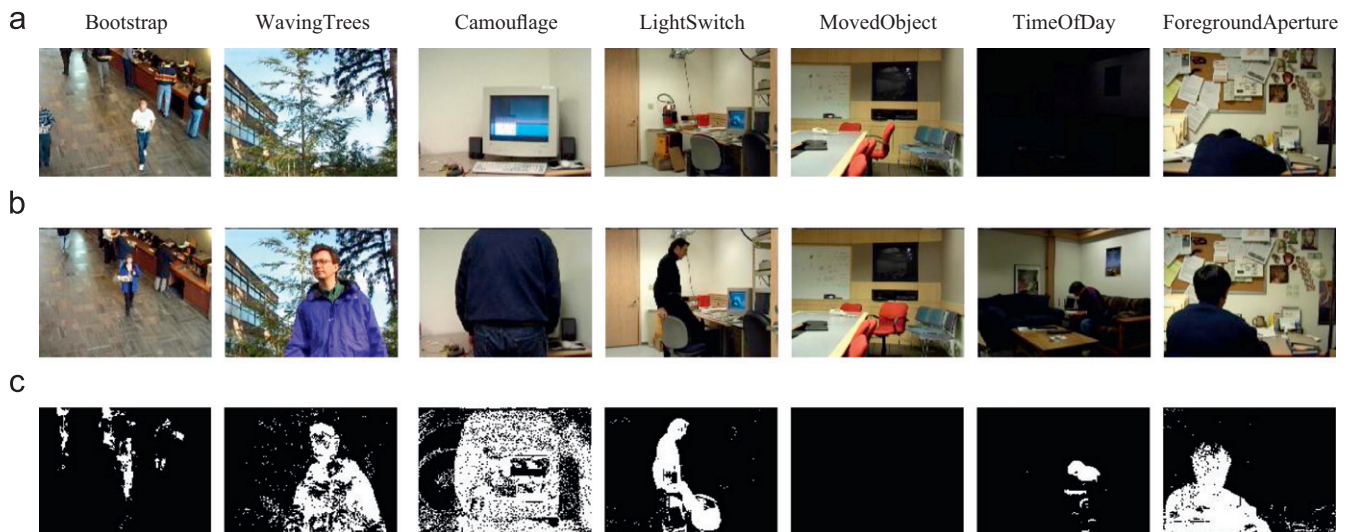 a Bootstrap WavingTrees Camouflage LightSwitch MovedObject TimeOfDay ForegroundAperture
b
c